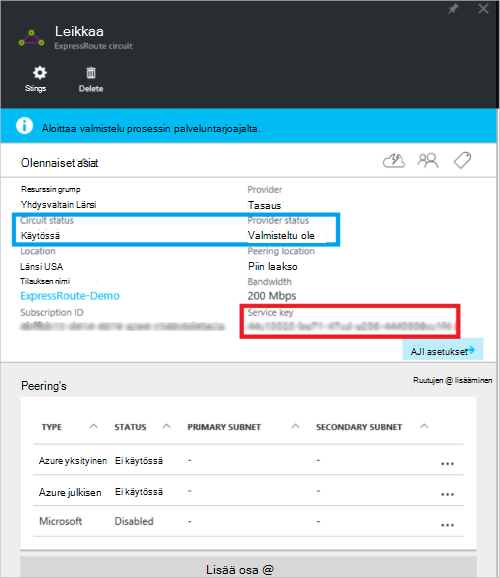 Leikkaa
ExpressRoute circuit
Stings Delete
Aloittaa valmistelu prosessin palveluntarjoajalta.
Olennaiset asiat
Resurssin grump Provider
Yhdysvaltain Länsi Tasaus
Circuit status Provider status
Käytössä Valmisteltu ole
Location Peering location
Länsi USA Piin laakso
Tilauksen nimi Bandwidth
ExpressRoute-Demo 200 Mbps
Subscription ID Service key
AJI asetukset
Peering's Ruutujen @ lisääminen
TYPE STATUS PRIMARY SUBNET SECONDARY SUBNET
Azure yksityinen Ei käytössä - - ...
Azure julkisen Ei käytössä - - ...
Microsoft Disabled - - ...
Lisää osa @